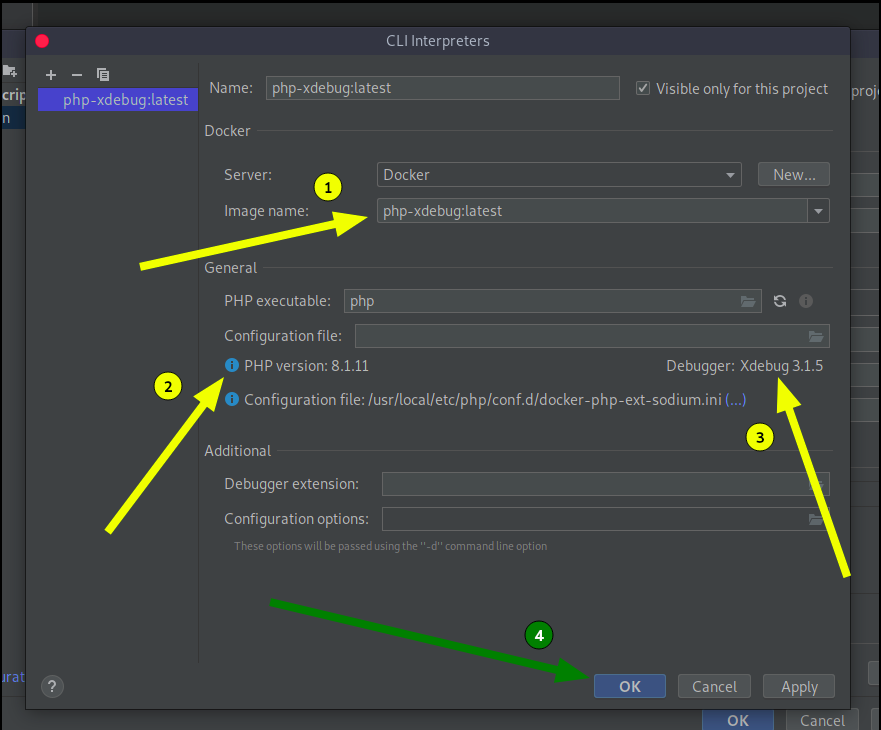 CLI Interpreters
php-xdebug:latest
Name: php-xdebug:latest Visible only for this project
Docker
1
Server: Docker New...
Image name: php-xdebug:latest
General
PHP executable: php
Configuration file:
PHP version: 8.1.11 Debugger: Xdebug 3.1.5
2
Configuration file: /usr/local/etc/php/conf.d/docker-php-ext-sodium.ini (...)
3
Additional
Debugger extension:
Configuration options:
These options will be passed using the "-d" command line option
4
? OK Cancel Apply
OK Cancel
crip
n
proj
urat